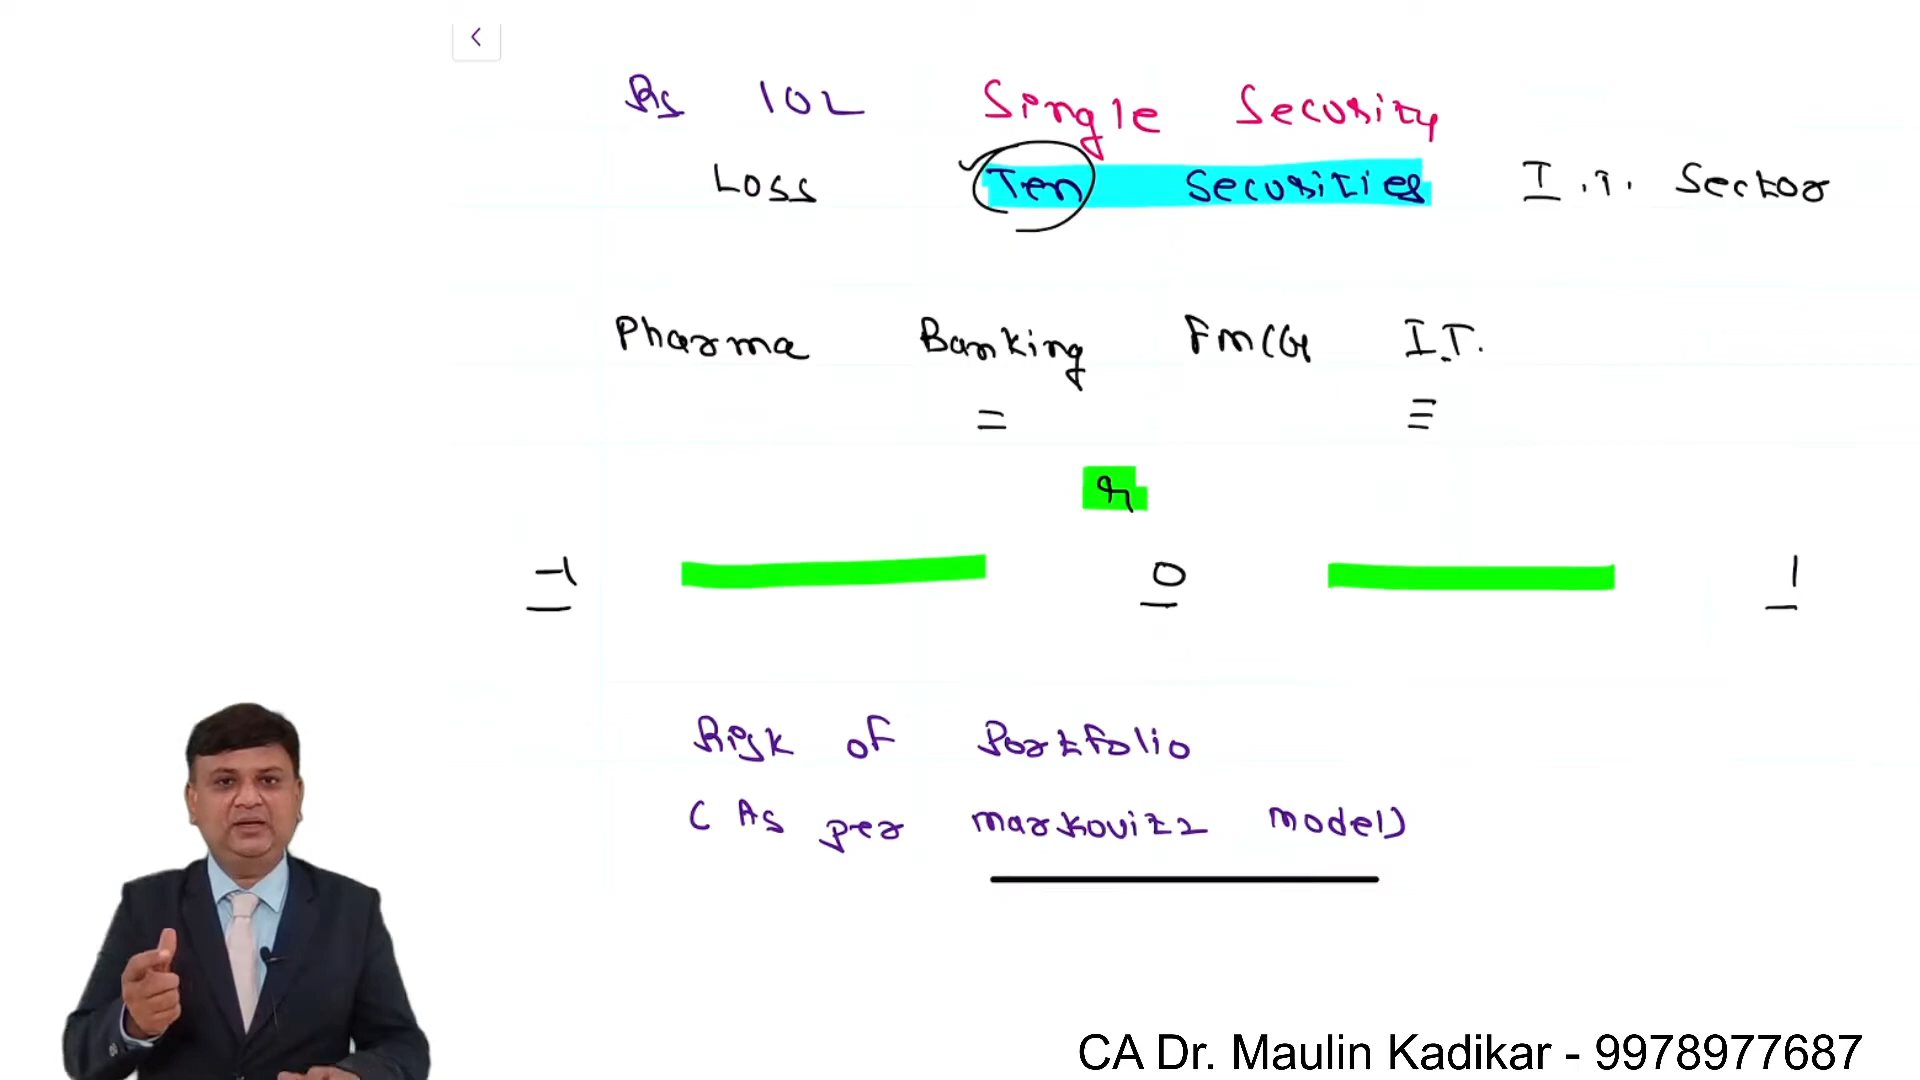 Rs 10L Single Security
Loss Ten Securities I.T. Sector
Pharma Banking FMCG I.T.
r
-1 0 1
Risk of Portfolio
(As per markovitz model)
CA Dr. Maulin Kadikar - 9978977687